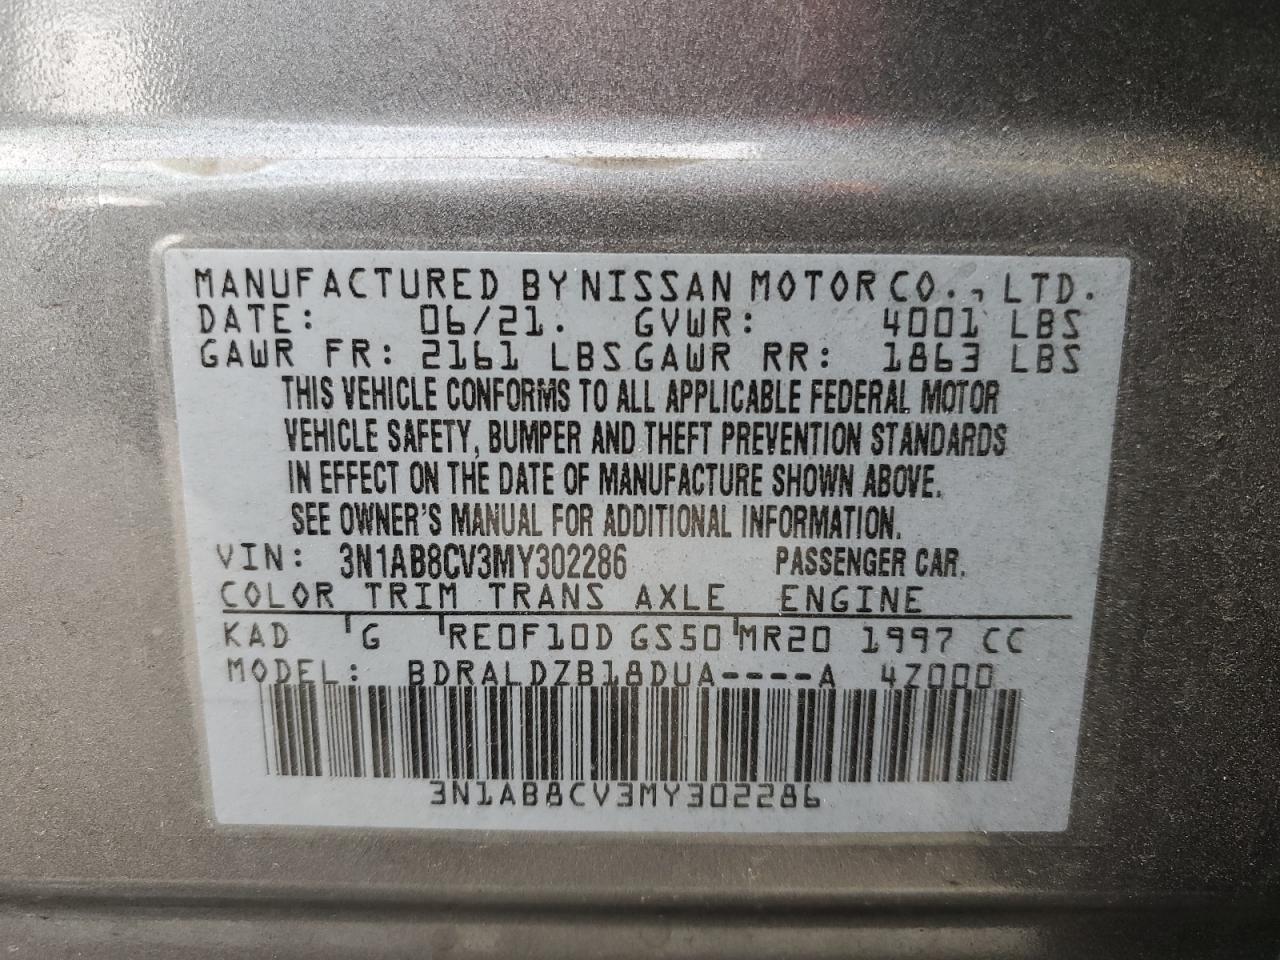 MANUFACTURED BY NISSAN MOTOR CO., LTD.
DATE: 06/21. GVWR: 4001 LBS
GAWR FR: 2161 LBS GAWR RR: 1863 LBS
THIS VEHICLE CONFORMS TO ALL APPLICABLE FEDERAL MOTOR
VEHICLE SAFETY, BUMPER AND THEFT PREVENTION STANDARDS
IN EFFECT ON THE DATE OF MANUFACTURE SHOWN ABOVE.
SEE OWNER'S MANUAL FOR ADDITIONAL INFORMATION.
VIN: 3N1AB8CV3MY302286 PASSENGER CAR.
COLOR TRIM TRANS AXLE ENGINE
KAD G RE0F10D GS50 MR20 1997 CC
MODEL: BDRALDZB18DUA----A 4Z000
3N1AB8CV3MY302286